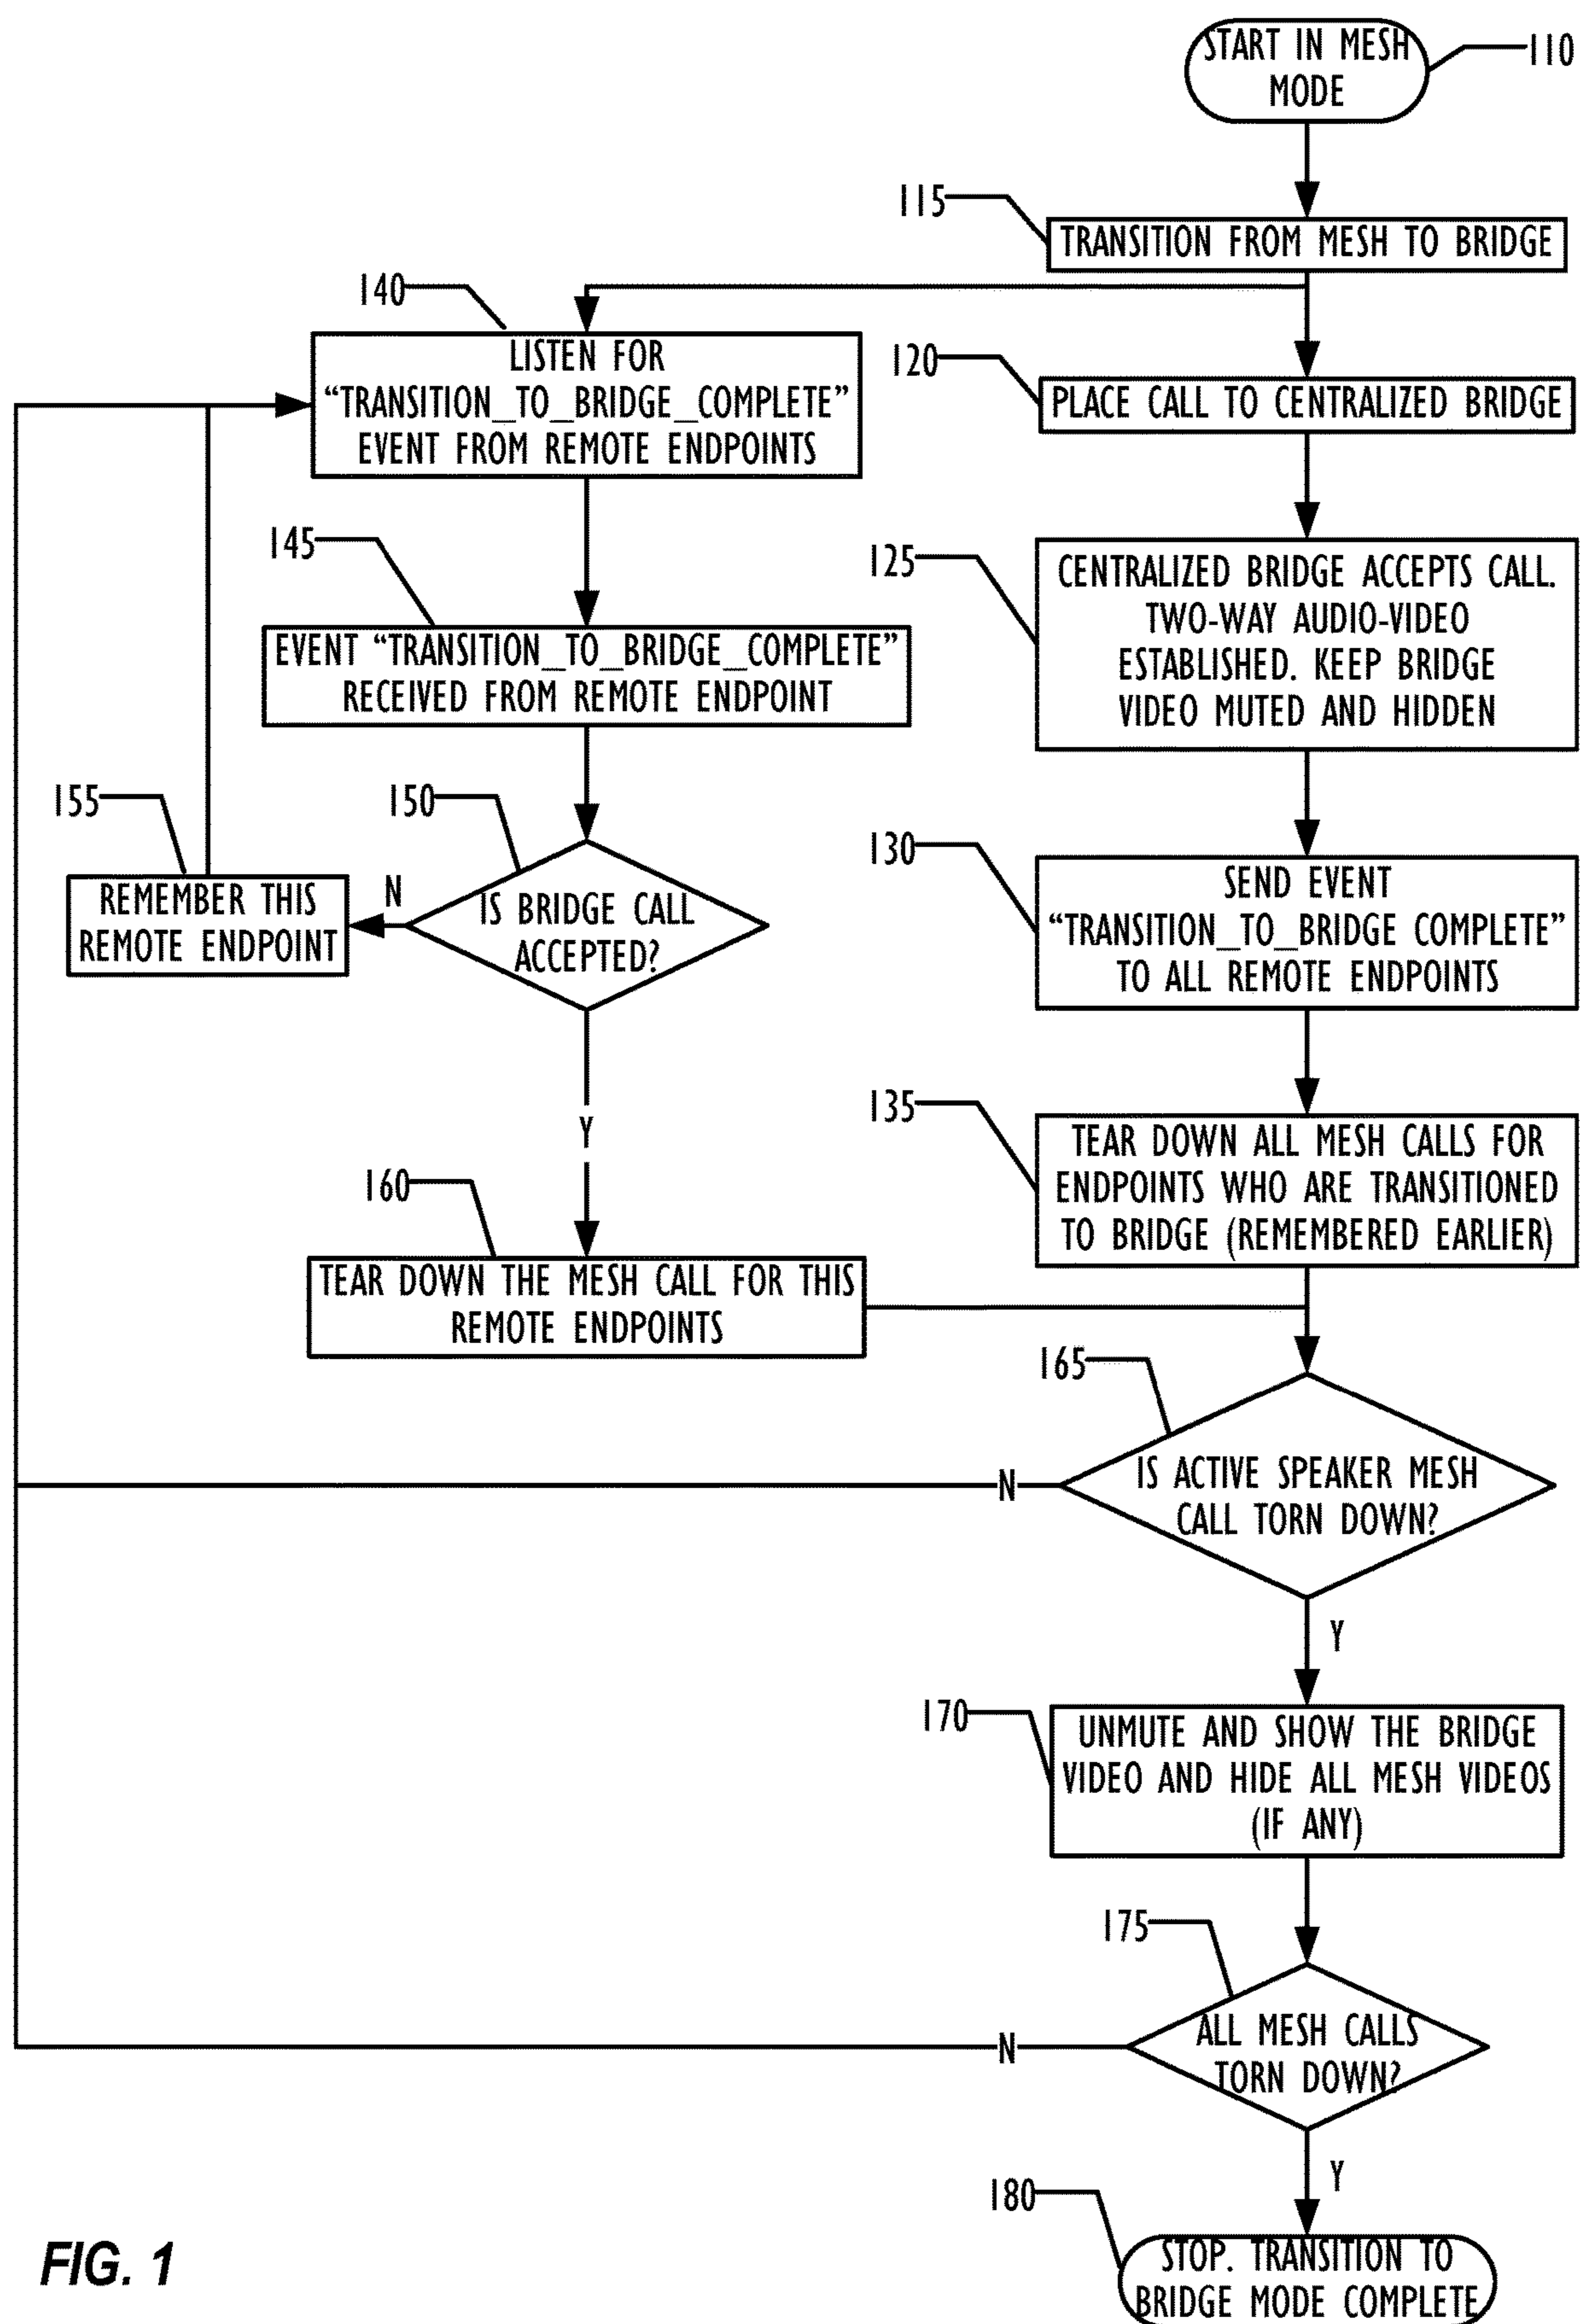 START IN MESH
MODE
110
115
TRANSITION FROM MESH TO BRIDGE
140
LISTEN FOR
“TRANSITION_TO_BRIDGE_COMPLETE”
EVENT FROM REMOTE ENDPOINTS
120
PLACE CALL TO CENTRALIZED BRIDGE
145
EVENT “TRANSITION_TO_BRIDGE_COMPLETE”
RECEIVED FROM REMOTE ENDPOINT
125
CENTRALIZED BRIDGE ACCEPTS CALL.
TWO-WAY AUDIO-VIDEO
ESTABLISHED. KEEP BRIDGE
VIDEO MUTED AND HIDDEN
155
REMEMBER THIS
REMOTE ENDPOINT
N
150
IS BRIDGE CALL
ACCEPTED?
130
SEND EVENT
“TRANSITION_TO_BRIDGE COMPLETE”
TO ALL REMOTE ENDPOINTS
Y
135
TEAR DOWN ALL MESH CALLS FOR
ENDPOINTS WHO ARE TRANSITIONED
TO BRIDGE (REMEMBERED EARLIER)
160
TEAR DOWN THE MESH CALL FOR THIS
REMOTE ENDPOINTS
165
IS ACTIVE SPEAKER MESH
CALL TORN DOWN?
N
Y
170
UNMUTE AND SHOW THE BRIDGE
VIDEO AND HIDE ALL MESH VIDEOS
(IF ANY)
175
ALL MESH CALLS
TORN DOWN?
N
Y
180
STOP. TRANSITION TO
BRIDGE MODE COMPLETE
FIG. 1